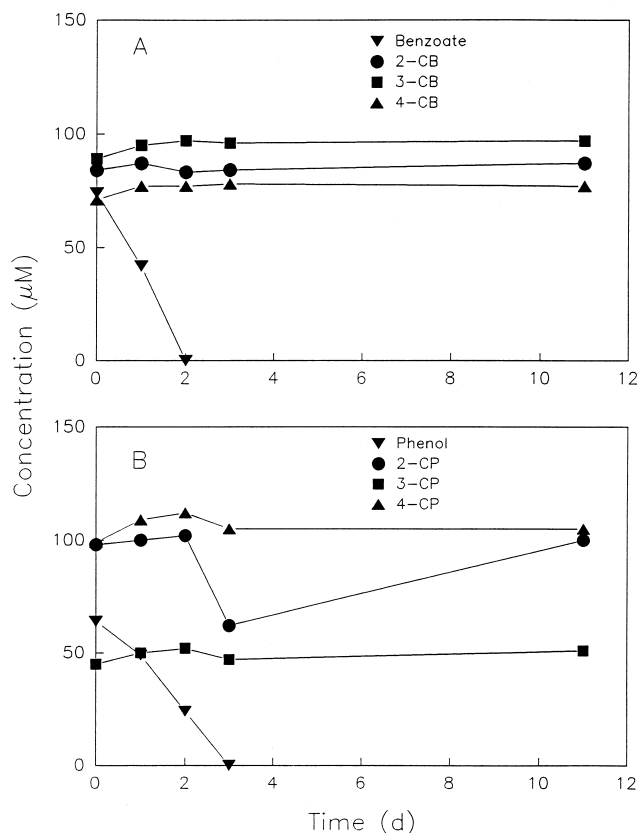 150
A
Benzoate
2-CB
3-CB
4-CB
100
50
0
0 2 4 6 8 10 12
Concentration (μM)
150
B
Phenol
2-CP
3-CP
4-CP
100
50
0
0 2 4 6 8 10 12
Time (d)